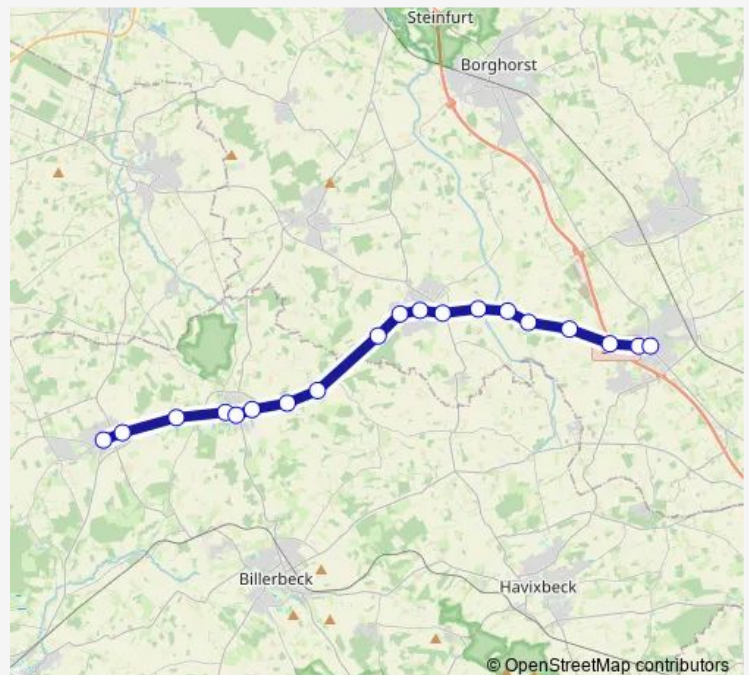 Steinfurt
Borghorst
Billerbeck
Havixbeck
© OpenStreetMap contributors